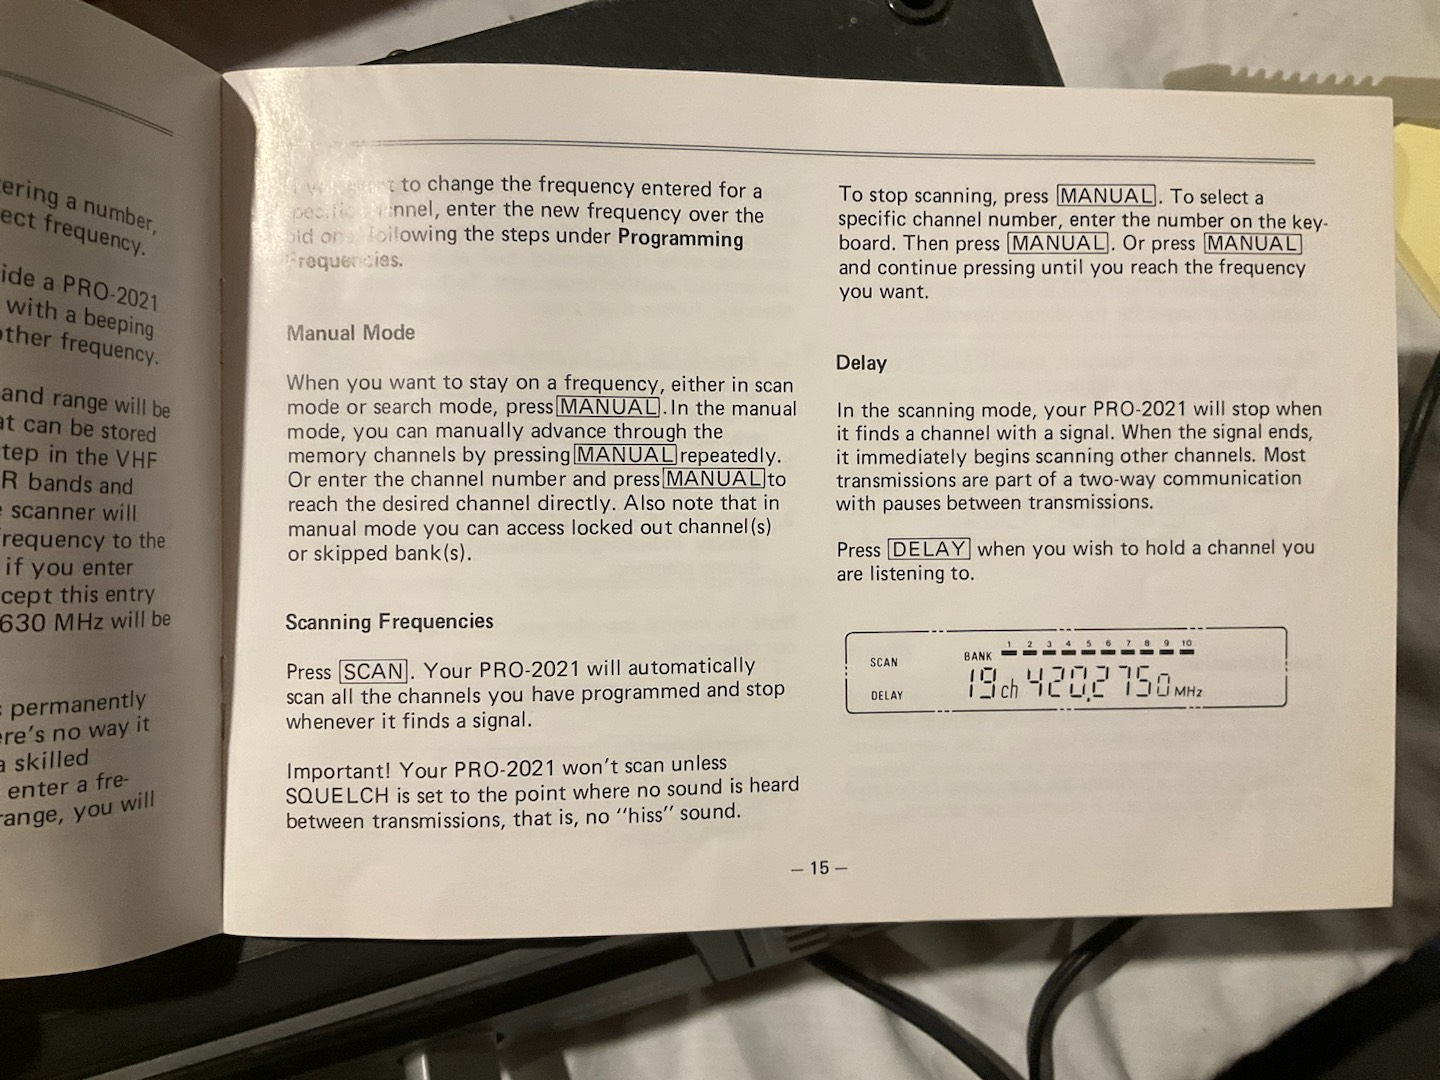 ering a number,
ect frequency.
ide a PRO-2021
with a beeping
other frequency.
and range will be
at can be stored
tep in the VHF
R bands and
scanner will
requency to the
if you enter
cept this entry
630 MHz will be
permanently
ere's no way it
a skilled
enter a fre-
range, you will
to change the frequency entered for a
nnel, enter the new frequency over the
following the steps under Programming
Frequencies.
Manual Mode
When you want to stay on a frequency, either in scan
mode or search mode, press MANUAL. In the manual
mode, you can manually advance through the
memory channels by pressing MANUAL repeatedly.
Or enter the channel number and press MANUAL to
reach the desired channel directly. Also note that in
manual mode you can access locked out channel(s)
or skipped bank(s).
Scanning Frequencies
Press SCAN. Your PRO-2021 will automatically
scan all the channels you have programmed and stop
whenever it finds a signal.
Important! Your PRO-2021 won't scan unless
SQUELCH is set to the point where no sound is heard
between transmissions, that is, no "hiss" sound.
To stop scanning, press MANUAL. To select a
specific channel number, enter the number on the key-
board. Then press MANUAL. Or press MANUAL
and continue pressing until you reach the frequency
you want.
Delay
In the scanning mode, your PRO-2021 will stop when
it finds a channel with a signal. When the signal ends,
it immediately begins scanning other channels. Most
transmissions are part of a two-way communication
with pauses between transmissions.
Press DELAY when you wish to hold a channel you
are listening to.
1 2 3 4 5 6 7 8 9 10
SCAN BANK
DELAY 19ch 420.2750 MHz
– 15 –